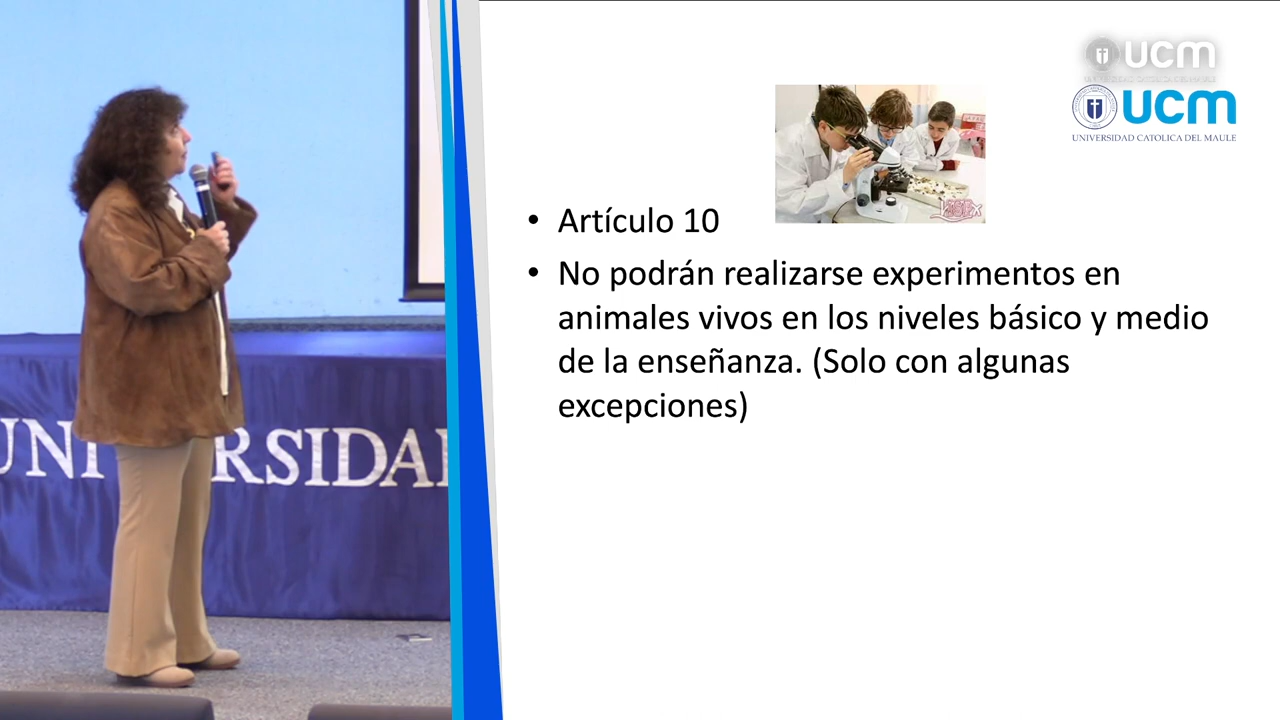 ucm
ucm
UNIVERSIDAD CATOLICA DEL MAULE
• Artículo 10
• No podrán realizarse experimentos en
animales vivos en los niveles básico y medio
de la enseñanza. (Solo con algunas
excepciones)
UNI
RSIDAD